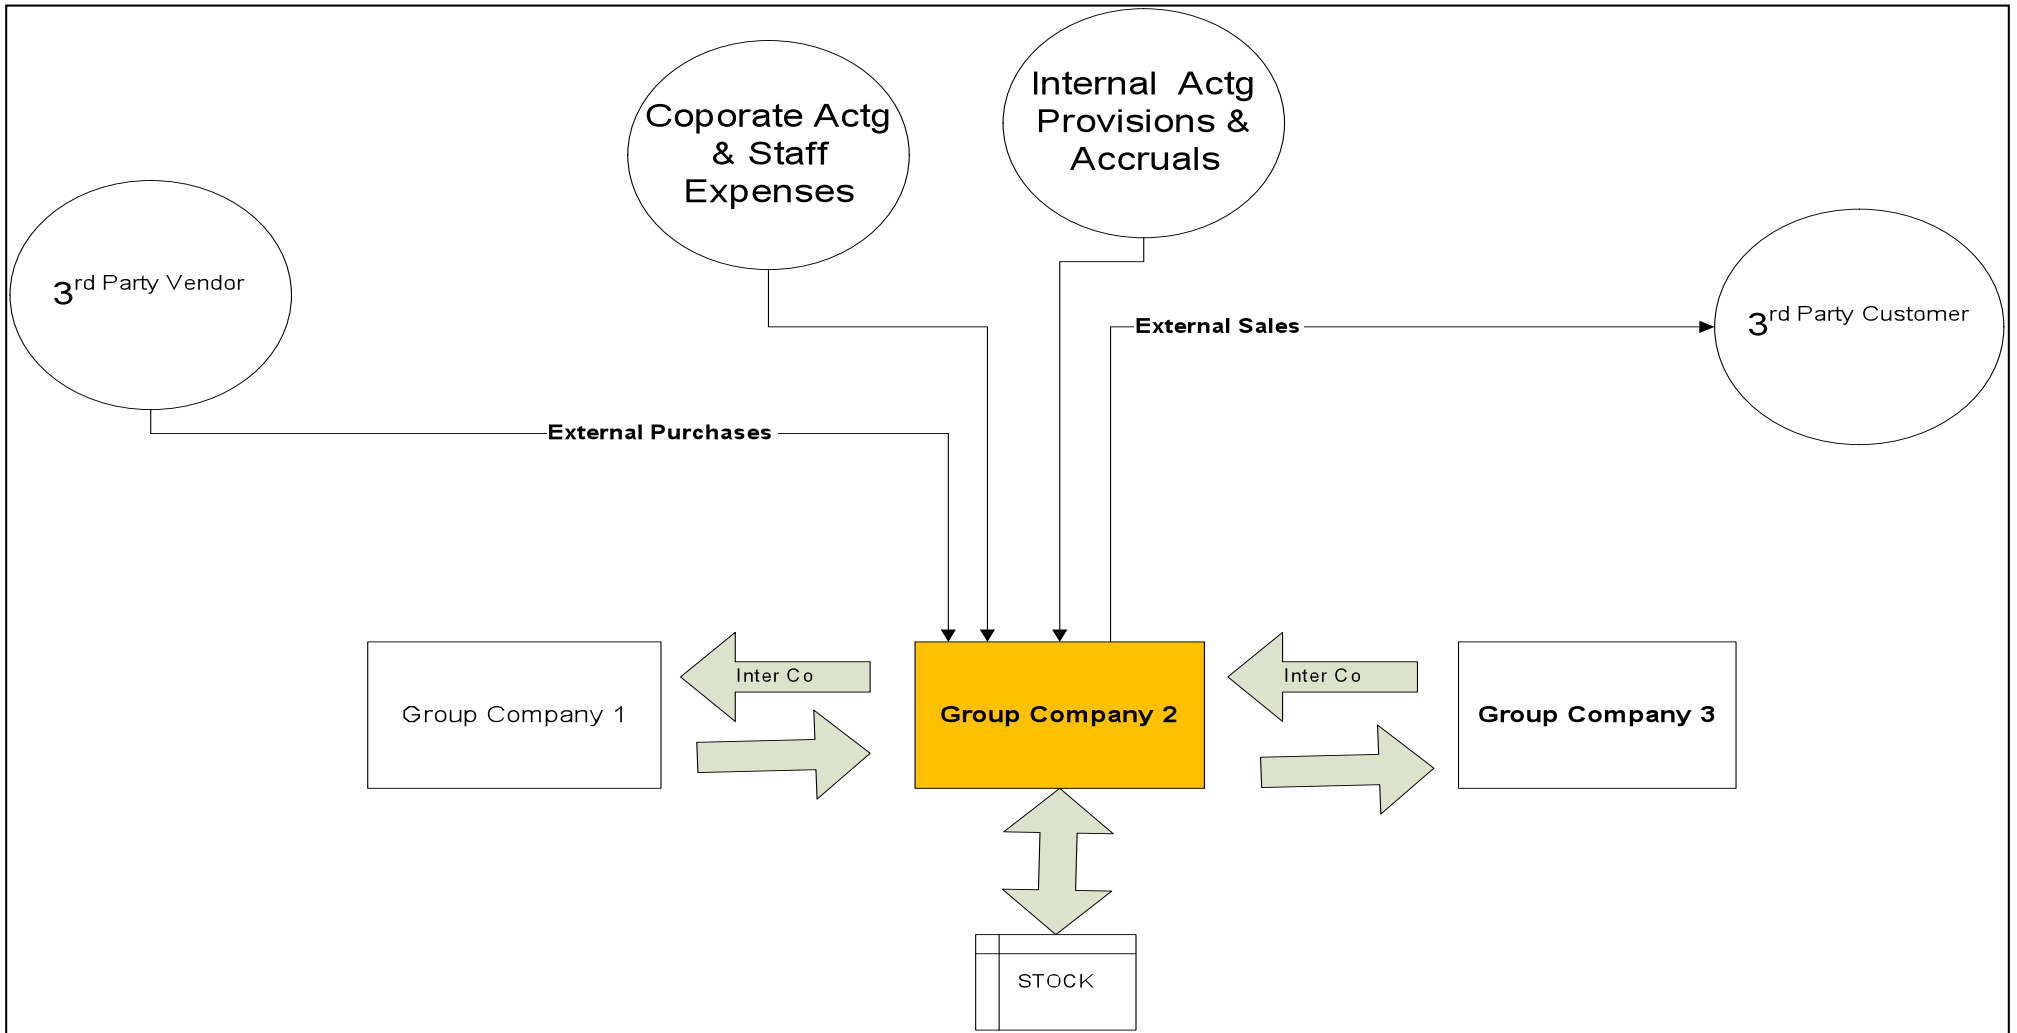 Internal Actg
Provisions &
Accruals
Coporate Actg
& Staff
Expenses
3rd Party Vendor
3rd Party Customer
External Sales
External Purchases
Inter Co
Inter Co
Group Company 1
Group Company 2
Group Company 3
STOCK